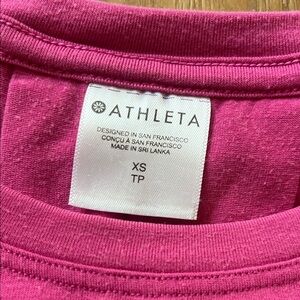 ATHLETA
DESIGNED IN SAN FRANCISCO
CONÇU À SAN FRANCISCO
MADE IN SRI LANKA
XS
TP